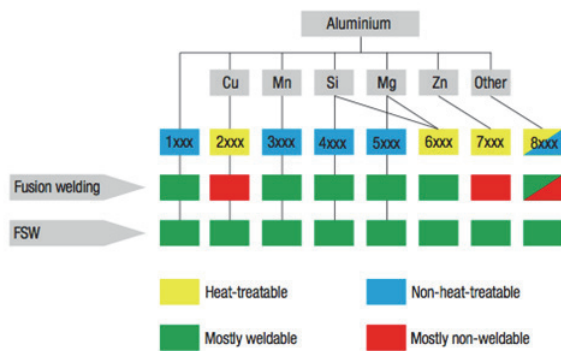 Aluminium
Cu Mn Si Mg Zn Other
1xxx 2xxx 3xxx 4xxx 5xxx 6xxx 7xxx 8xxx
Fusion welding
FSW
Heat-treatable Non-heat-treatable
Mostly weldable Mostly non-weldable